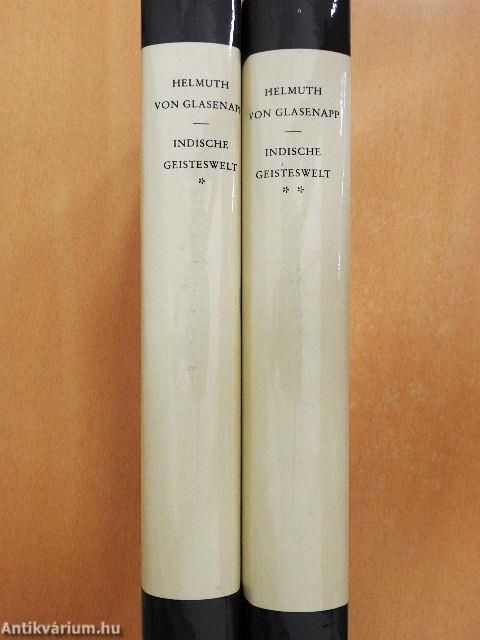 HELMUTH
VON GLASENAPP
INDISCHE
GEISTESWELT
*
HELMUTH
VON GLASENAPP
INDISCHE
GEISTESWELT
* *
Antikvárium.hu